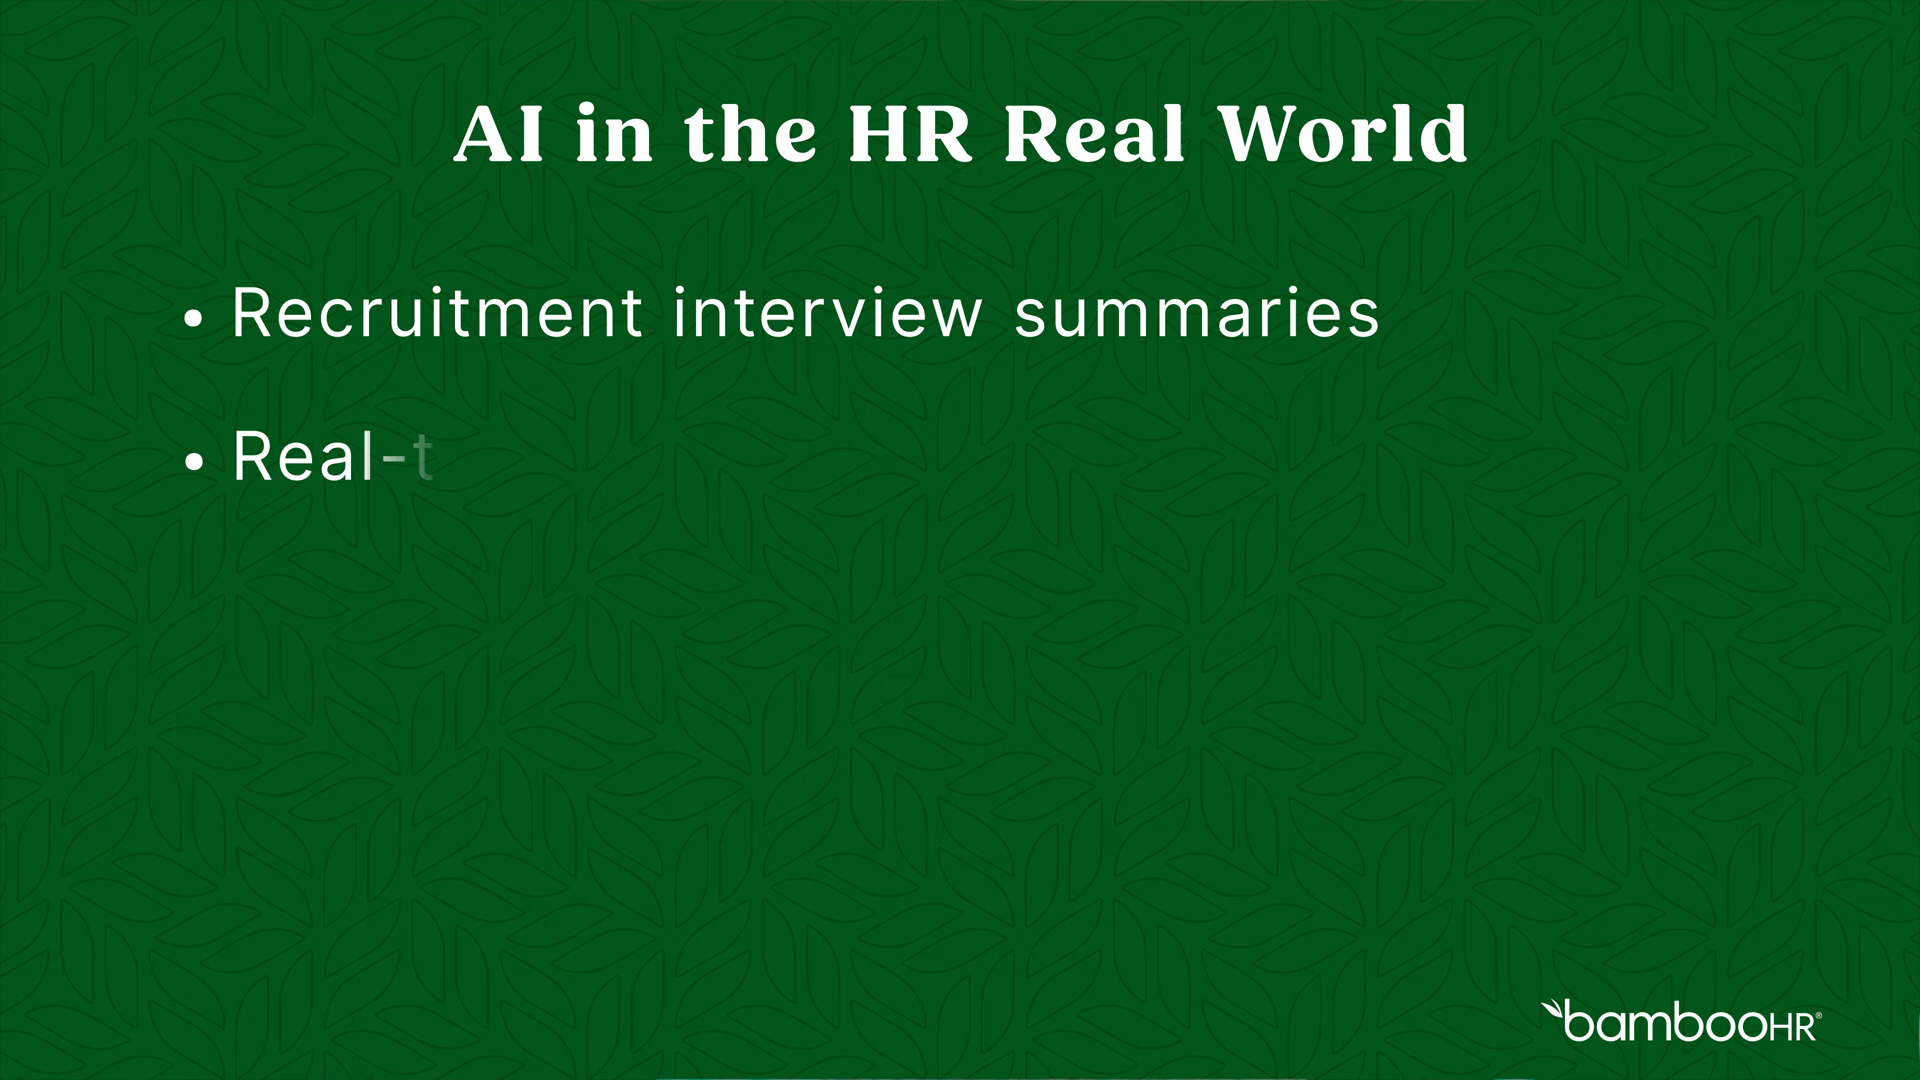 AI in the HR Real World
• Recruitment interview summaries
• Real-t
bambooHR®